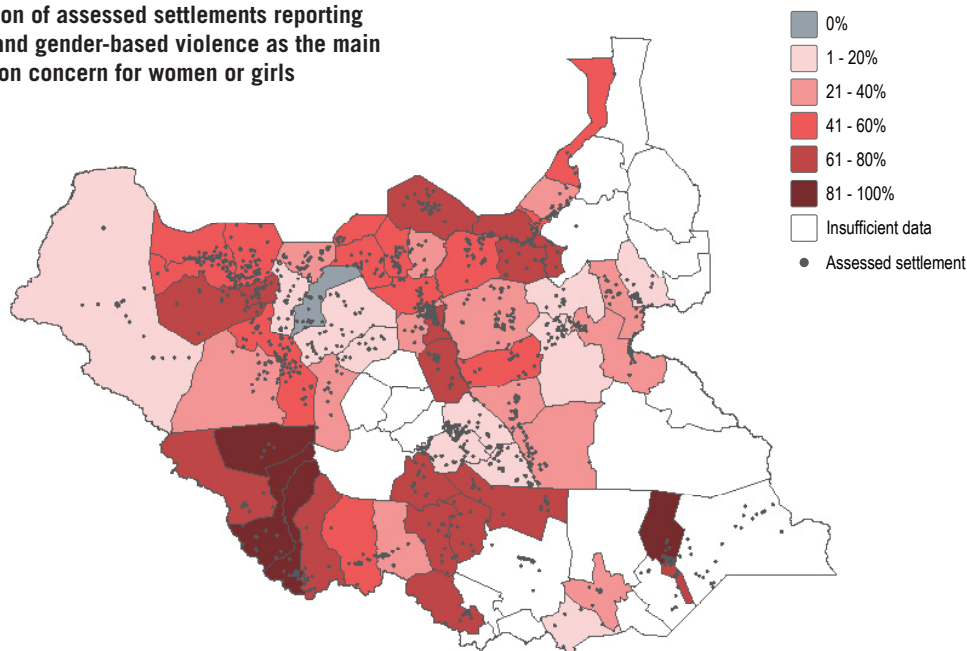 on of assessed settlements reporting
and gender-based violence as the main
on concern for women or girls
0%
1 - 20%
21 - 40%
41 - 60%
61 - 80%
81 - 100%
Insufficient data
Assessed settlement